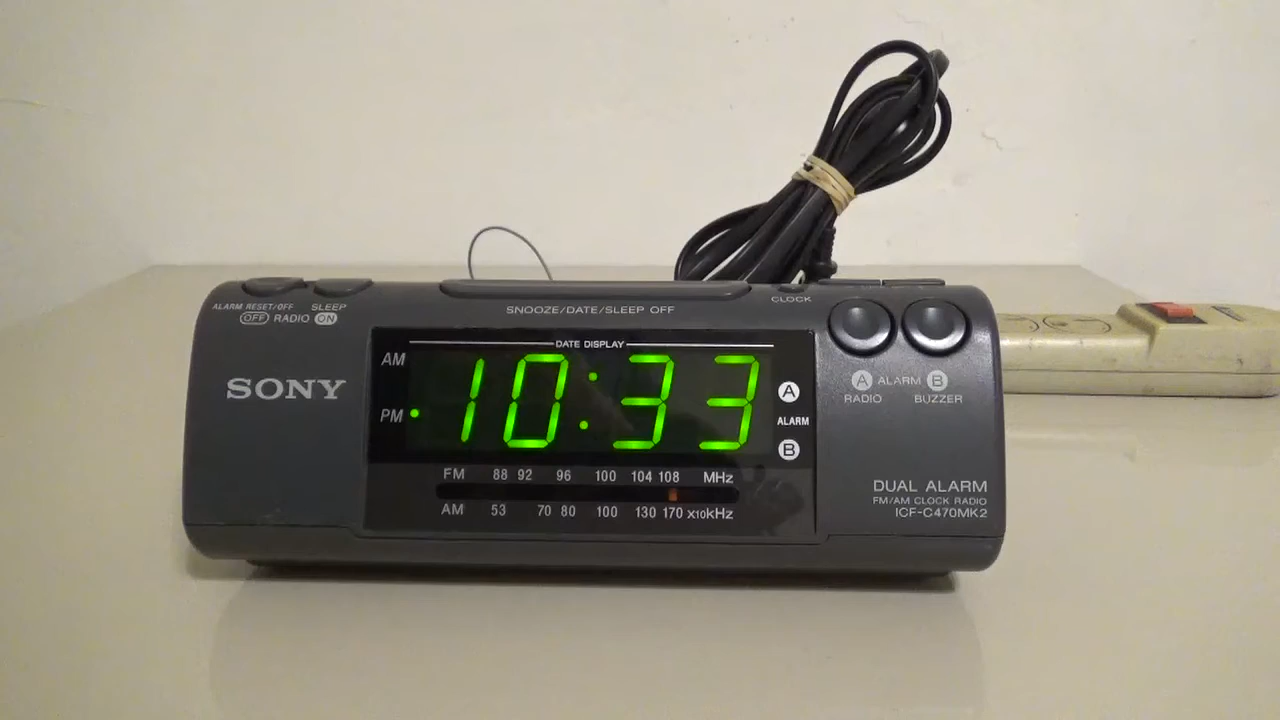 ALARM RESET/OFF SLEEP
OFF RADIO ON
SNOOZE/DATE/SLEEP OFF
CLOCK
SONY
DATE DISPLAY
AM
PM
10:33
A
ALARM
B
A ALARM B
RADIO BUZZER
FM 88 92 96 100 104 108 MHz
AM 53 70 80 100 130 170 x10kHz
DUAL ALARM
FM/AM CLOCK RADIO
ICF-C470MK2